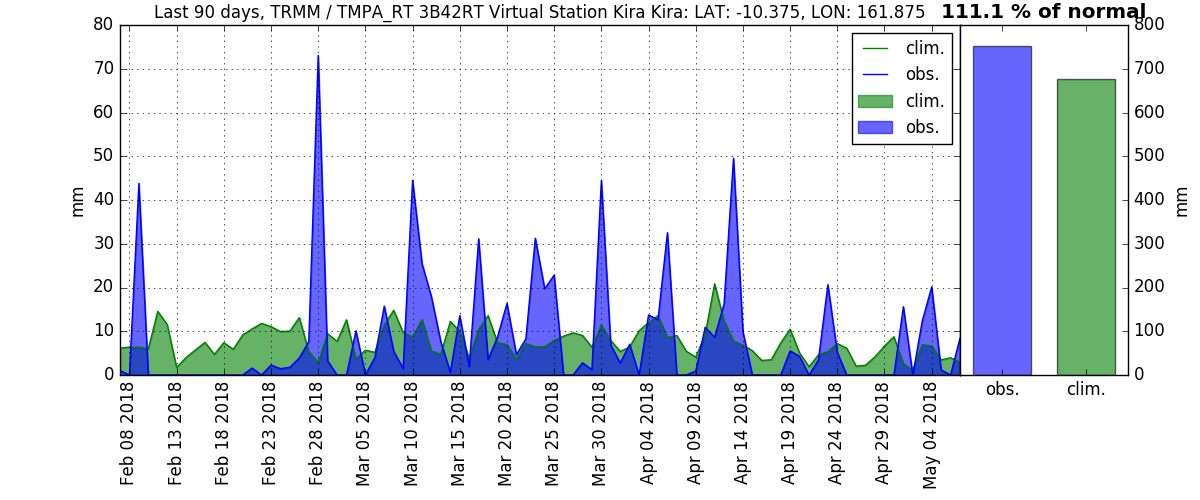 Last 90 days, TRMM / TMPA_RT 3B42RT Virtual Station Kira Kira: LAT: -10.375, LON: 161.875 111.1 % of normal
80
70
60
50
40
30
20
10
0
mm
clim.
obs.
clim.
obs.
Feb 08 2018
Feb 13 2018
Feb 18 2018
Feb 23 2018
Feb 28 2018
Mar 05 2018
Mar 10 2018
Mar 15 2018
Mar 20 2018
Mar 25 2018
Mar 30 2018
Apr 04 2018
Apr 09 2018
Apr 14 2018
Apr 19 2018
Apr 24 2018
Apr 29 2018
May 04 2018
800
700
600
500
400
300
200
100
0
mm
obs.
clim.